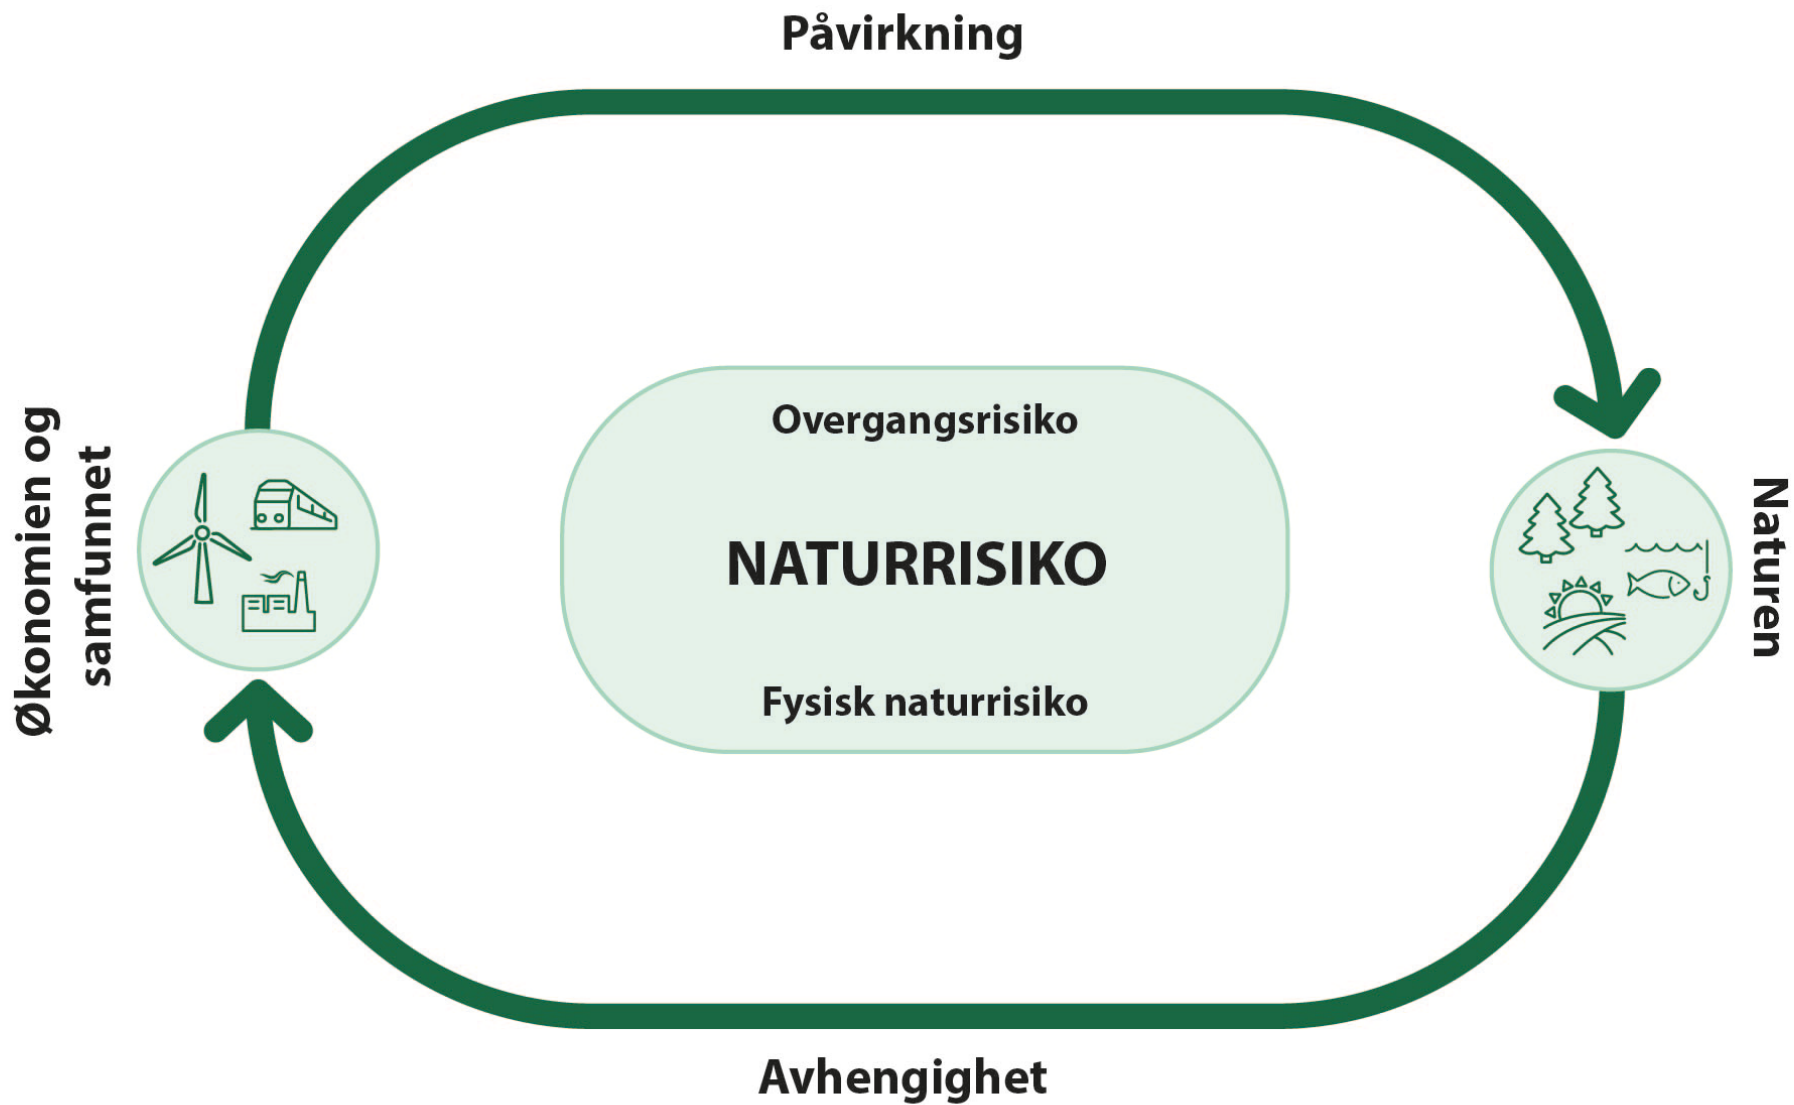 Påvirkning
Økonomien og
samfunnet
Overgangsrisiko
NATURRISIKO
Fysisk naturrisiko
Naturen
Avhengighet